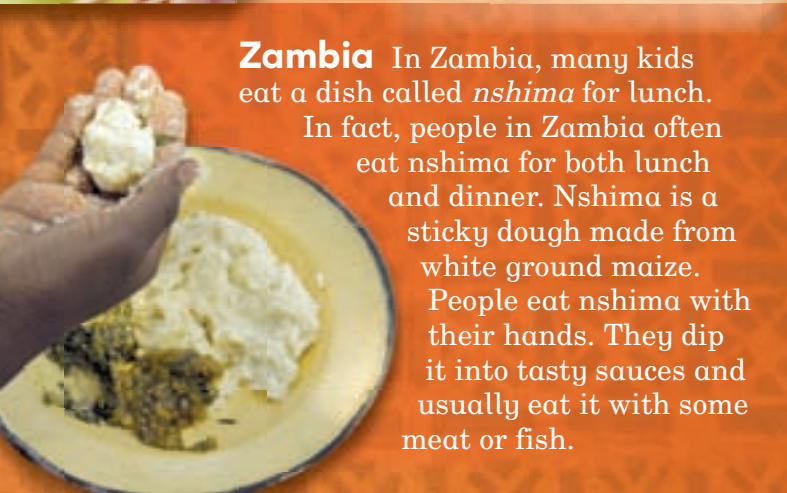 Zambia In Zambia, many kids
eat a dish called nshima for lunch.
In fact, people in Zambia often
eat nshima for both lunch
and dinner. Nshima is a
sticky dough made from
white ground maize.
People eat nshima with
their hands. They dip
it into tasty sauces and
usually eat it with some
meat or fish.